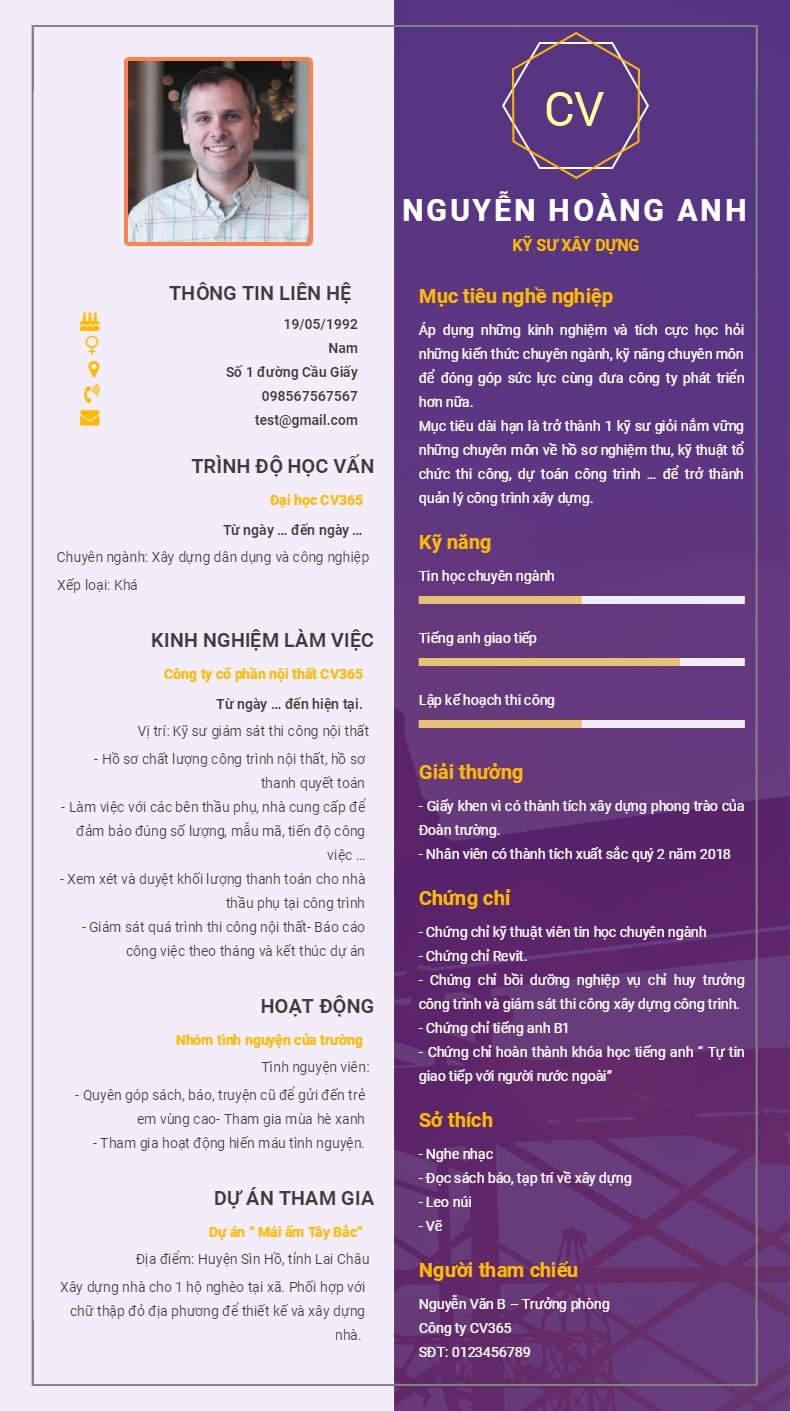 THÔNG TIN LIÊN HỆ
19/05/1992
Nam
Số 1 đường Cầu Giấy
098567567567
test@gmail.com
TRÌNH ĐỘ HỌC VẤN
Đại học CV365
Từ ngày ... đến ngày ...
Chuyên ngành: Xây dựng dân dụng và công nghiệp
Xếp loại: Khá
KINH NGHIỆM LÀM VIỆC
Công ty cổ phần nội thất CV365
Từ ngày ... đến hiện tại.
Vị trí: Kỹ sư giám sát thi công nội thất
- Hồ sơ chất lượng công trình nội thất, hồ sơ
thanh quyết toán
- Làm việc với các bên thầu phụ, nhà cung cấp để
đảm bảo đúng số lượng, mẫu mã, tiến độ công
việc ...
- Xem xét và duyệt khối lượng thanh toán cho nhà
thầu phụ tại công trình
- Giám sát quá trình thi công nội thất- Báo cáo
công việc theo tháng và kết thúc dự án
HOẠT ĐỘNG
Nhóm tình nguyện của trường
Tình nguyện viên:
- Quyên góp sách, báo, truyện cũ để gửi đến trẻ
em vùng cao- Tham gia mùa hè xanh
- Tham gia hoạt động hiến máu tình nguyện.
DỰ ÁN THAM GIA
Dự án “ Mái ấm Tây Bắc”
Địa điểm: Huyện Sìn Hồ, tỉnh Lai Châu
Xây dựng nhà cho 1 hộ nghèo tại xã. Phối hợp với
chữ thập đỏ địa phương để thiết kế và xây dựng
nhà.
CV
NGUYỄN HOÀNG ANH
KỸ SƯ XÂY DỰNG
Mục tiêu nghề nghiệp
Áp dụng những kinh nghiệm và tích cực học hỏi
những kiến thức chuyên ngành, kỹ năng chuyên môn
để đóng góp sức lực cùng đưa công ty phát triển
hơn nữa.
Mục tiêu dài hạn là trở thành 1 kỹ sư giỏi nắm vững
những chuyên môn về hồ sơ nghiệm thu, kỹ thuật tổ
chức thi công, dự toán công trình ... để trở thành
quản lý công trình xây dựng.
Kỹ năng
Tin học chuyên ngành
Tiếng anh giao tiếp
Lập kế hoạch thi công
Giải thưởng
- Giấy khen vì có thành tích xây dựng phong trào của
Đoàn trường.
- Nhân viên có thành tích xuất sắc quý 2 năm 2018
Chứng chỉ
- Chứng chỉ kỹ thuật viên tin học chuyên ngành
- Chứng chỉ Revit.
- Chứng chỉ bồi dưỡng nghiệp vụ chỉ huy trưởng
công trình và giám sát thi công xây dựng công trình.
- Chứng chỉ tiếng anh B1
- Chứng chỉ hoàn thành khóa học tiếng anh “ Tự tin
giao tiếp với người nước ngoài”
Sở thích
- Nghe nhạc
- Đọc sách báo, tạp trí về xây dựng
- Leo núi
- Vẽ
Người tham chiếu
Nguyễn Văn B – Trưởng phòng
Công ty CV365
SĐT: 0123456789